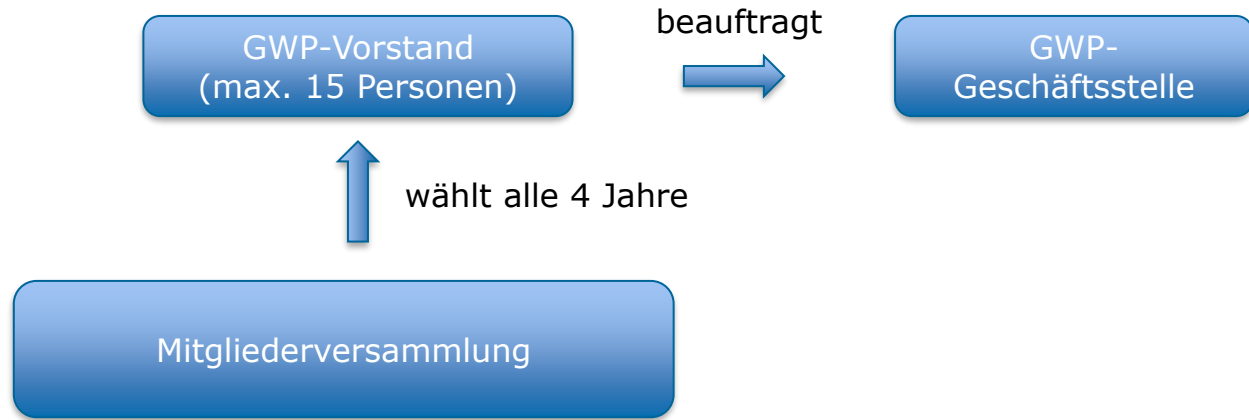 GWP-Vorstand
(max. 15 Personen)
beauftragt
GWP-
Geschäftsstelle
wählt alle 4 Jahre
Mitgliederversammlung